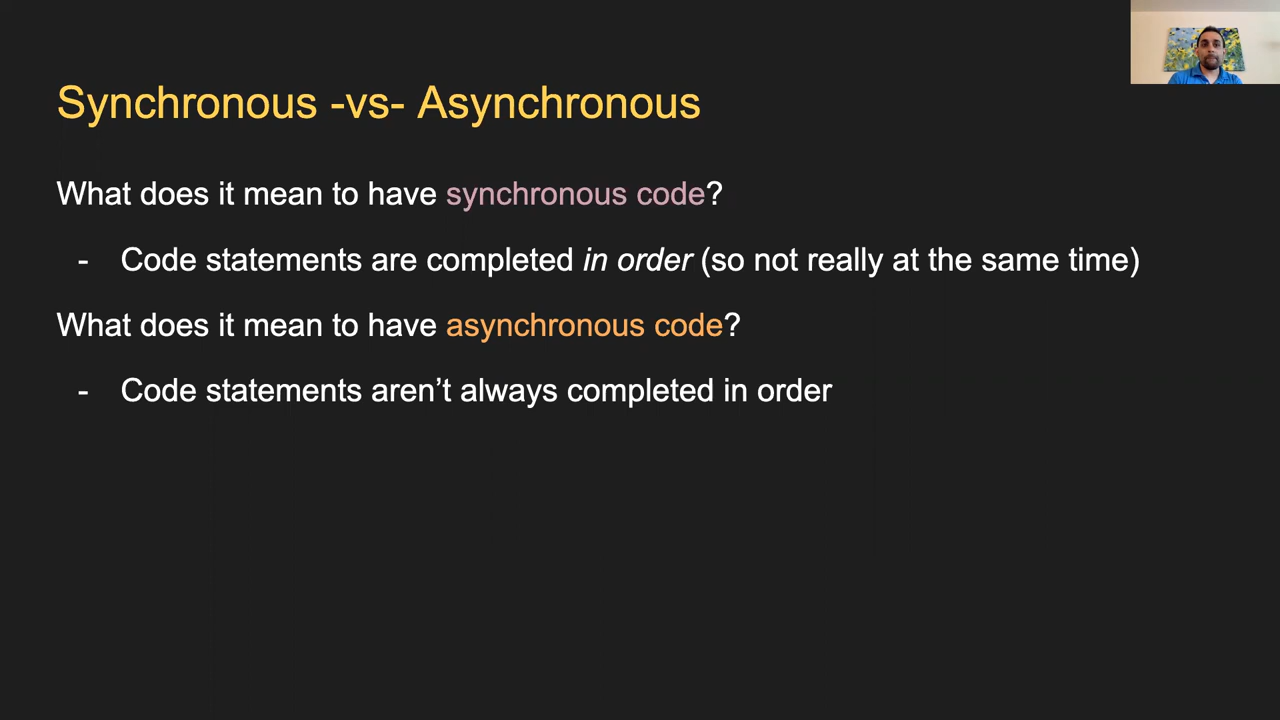 Synchronous -vs- Asynchronous
What does it mean to have synchronous code?
- Code statements are completed in order (so not really at the same time)
What does it mean to have asynchronous code?
- Code statements aren’t always completed in order